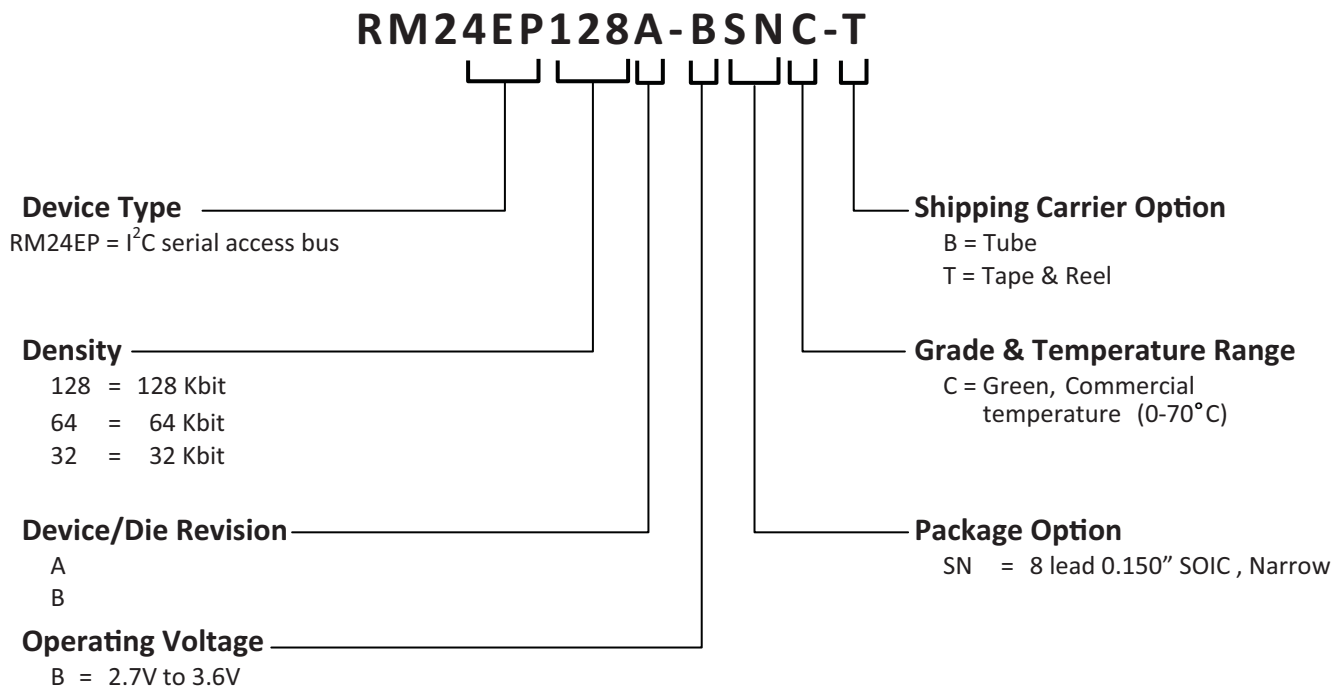 RM24EP128A-BSNC-T
Device Type
RM24EP = I²C serial access bus
Density
128 = 128 Kbit
64 = 64 Kbit
32 = 32 Kbit
Device/Die Revision
A
B
Operating Voltage
B = 2.7V to 3.6V
Shipping Carrier Option
B = Tube
T = Tape & Reel
Grade & Temperature Range
C = Green, Commercial
temperature (0-70°C)
Package Option
SN = 8 lead 0.150” SOIC , Narrow